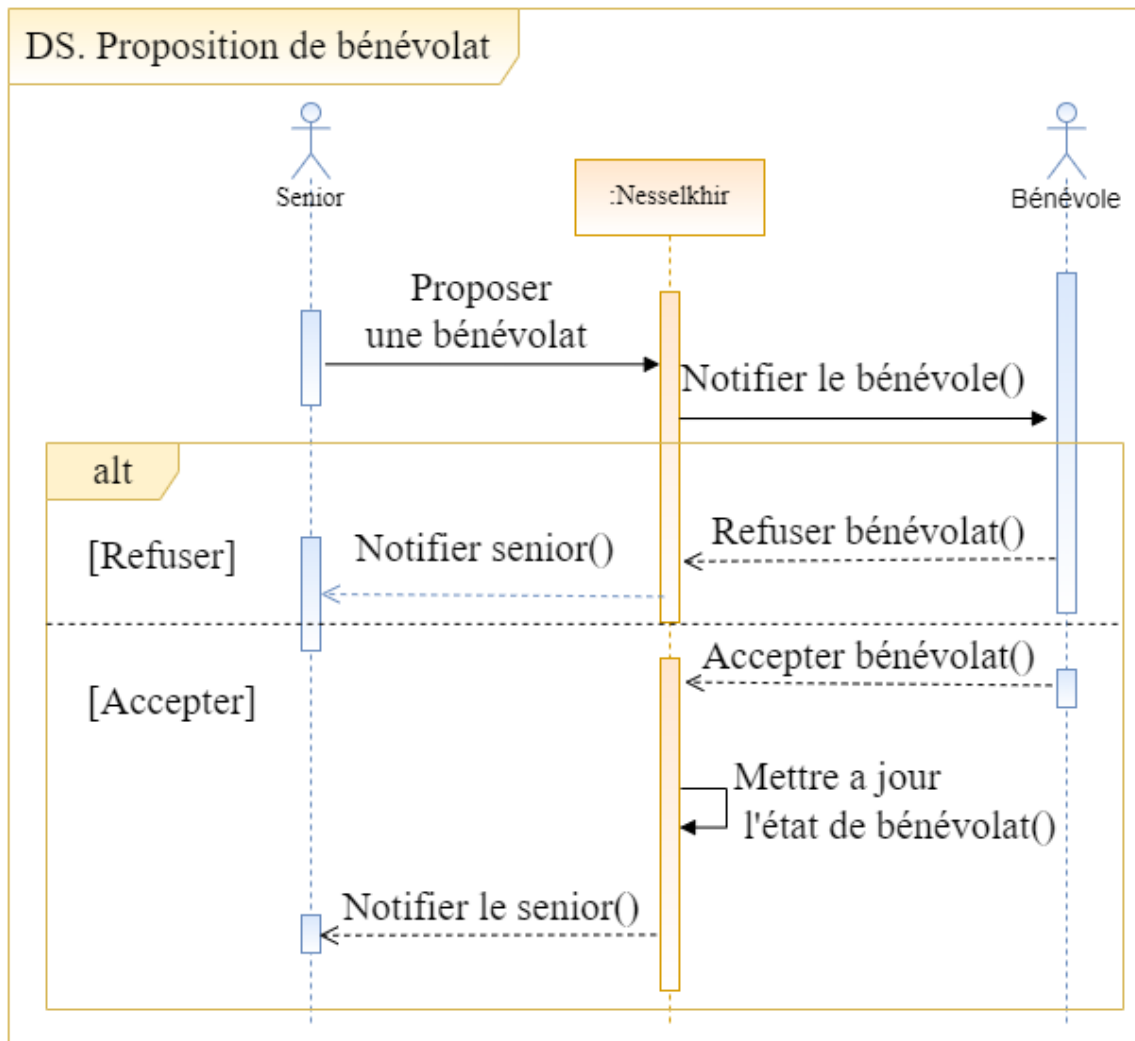 DS. Proposition de bénévolat
Senior
:Nesselkhir
Bénévole
Proposer
une bénévolat
Notifier le bénévole()
alt
[Refuser]
Notifier senior()
Refuser bénévolat()
Accepter bénévolat()
[Accepter]
Mettre a jour
l'état de bénévolat()
Notifier le senior()